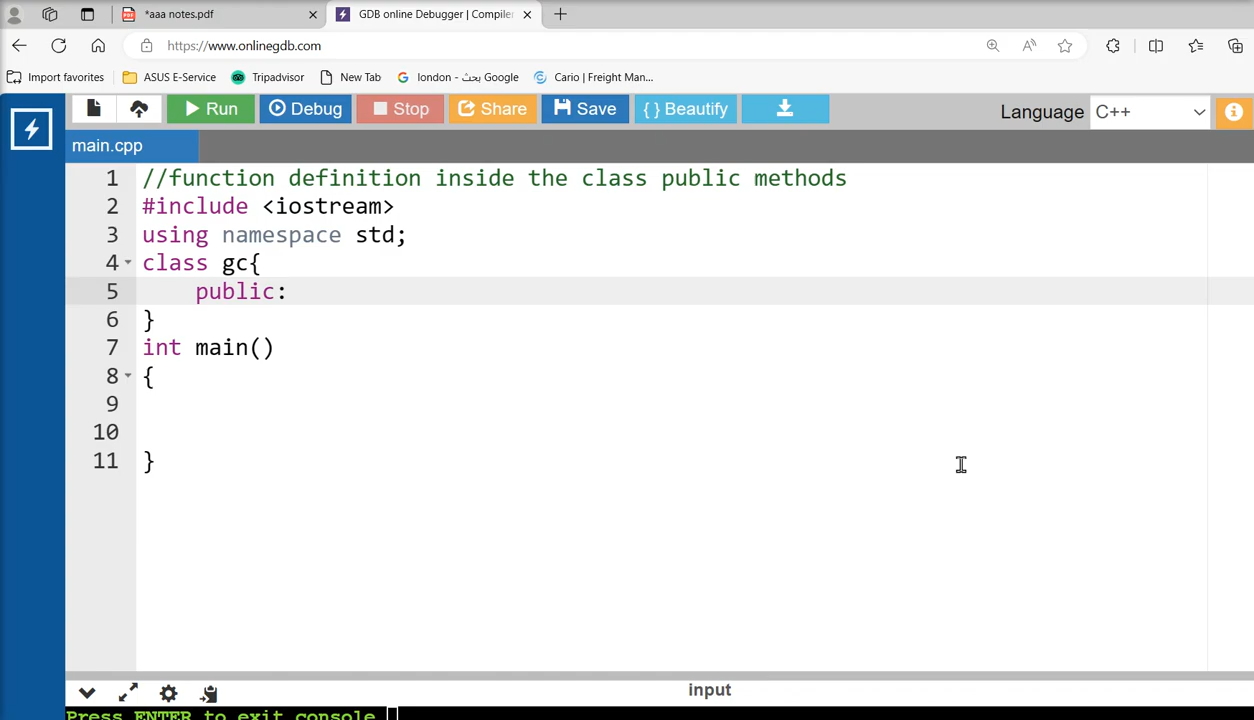 *aaa notes.pdf
GDB online Debugger | Compiler
https://www.onlinegdb.com
Import favorites
ASUS E-Service
Tripadvisor
New Tab
london - بحث Google
Cario | Freight Man...
Run
Debug
Stop
Share
Save
{ } Beautify
Language C++
main.cpp
1 //function definition inside the class public methods
2 #include <iostream>
3 using namespace std;
4 class gc{
5 public:
6 }
7 int main()
8 {
9
10
11 }
input
Press ENTER to exit console